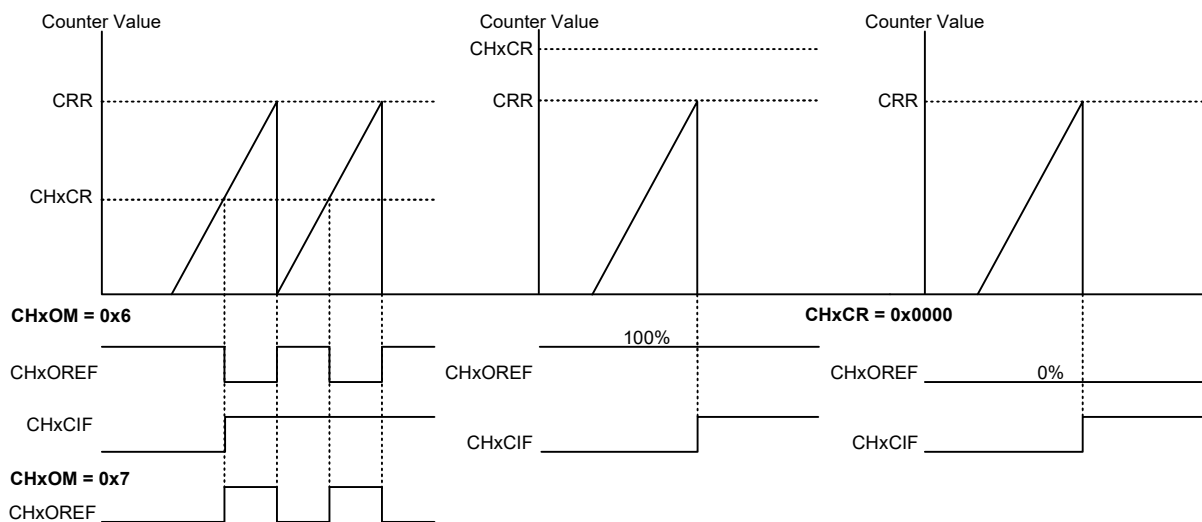 Counter Value
CRR
CHxCR
CHxOM = 0x6
CHxOREF
CHxCIF
CHxOM = 0x7
CHxOREF
Counter Value
CHxCR
CRR
100%
CHxOREF
CHxCIF
Counter Value
CRR
CHxCR = 0x0000
CHxOREF
0%
CHxCIF